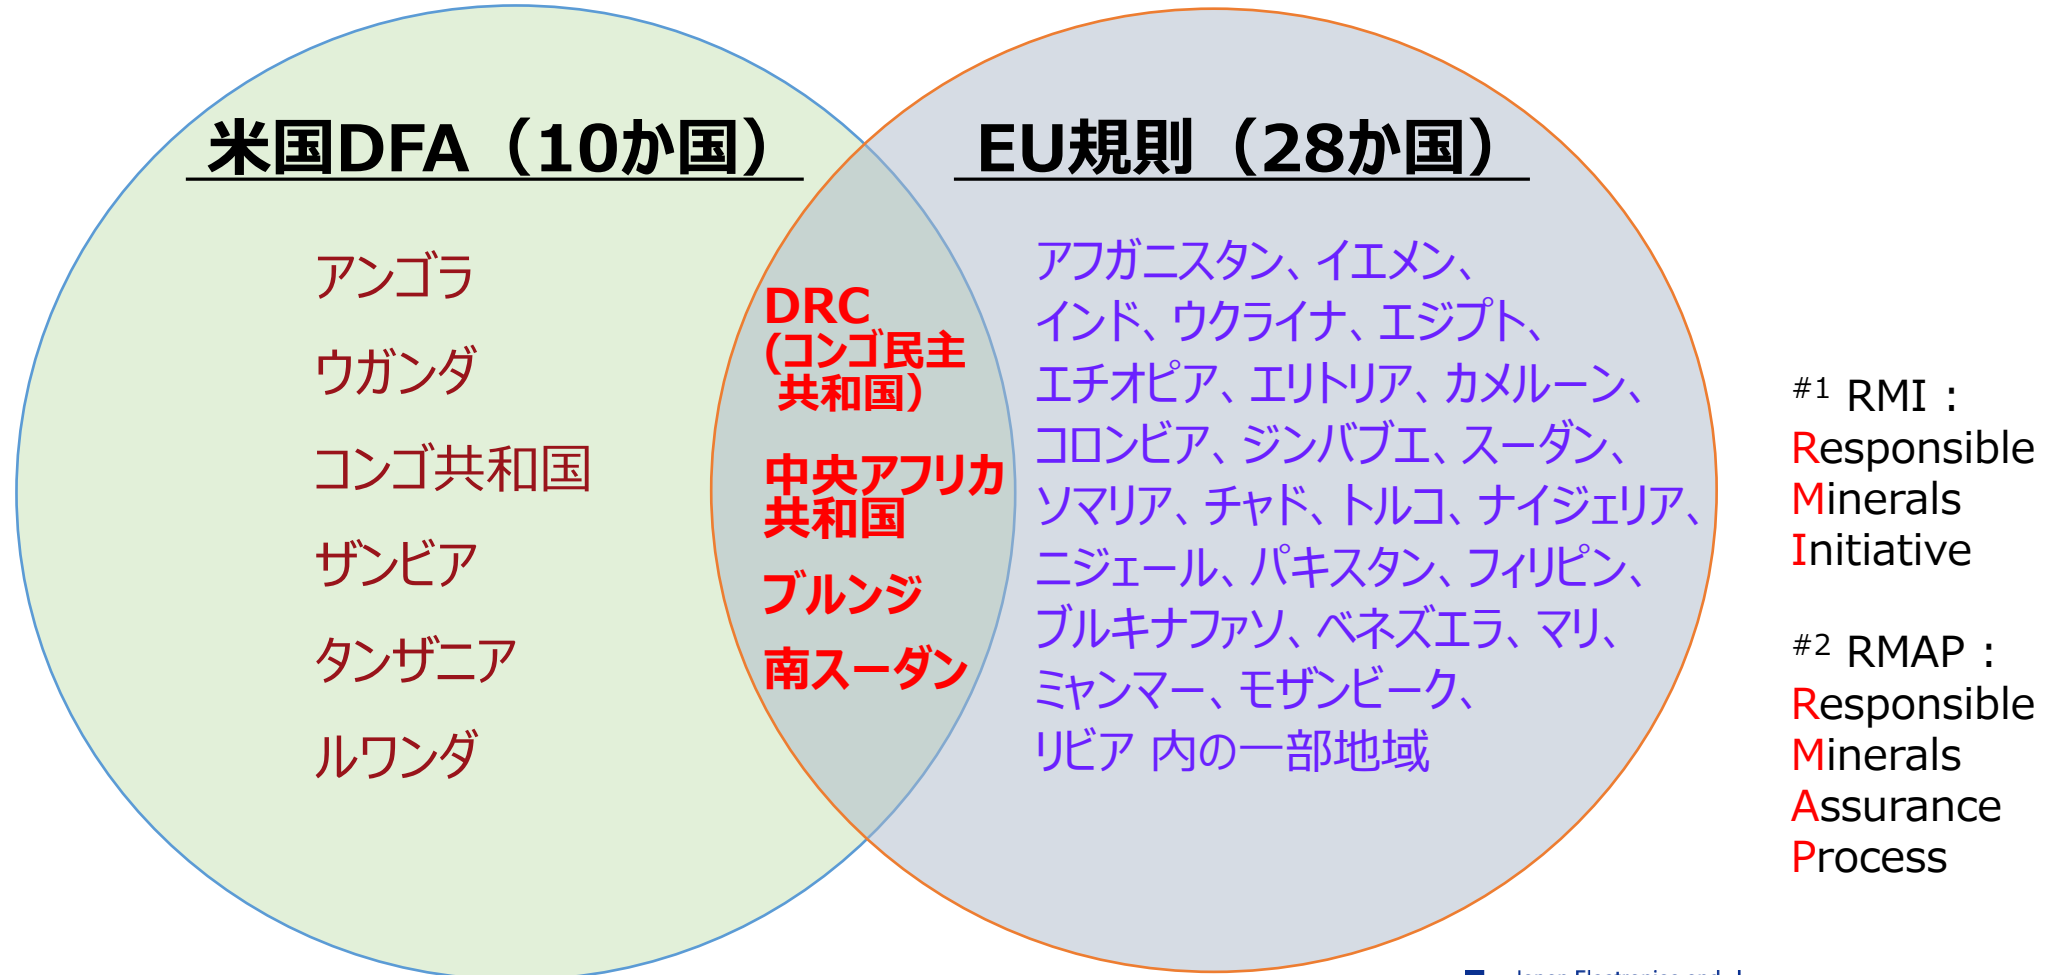 米国DFA（10か国）
アンゴラ
ウガンダ
コンゴ共和国
ザンビア
タンザニア
ルワンダ
DRC
(コンゴ民主
共和国）
中央アフリカ
共和国
ブルンジ
南スーダン
EU規則（28か国）
アフガニスタン、イエメン、
インド、ウクライナ、エジプト、
エチオピア、エリトリア、カメルーン、
コロンビア、ジンバブエ、スーダン、
ソマリア、チャド、トルコ、ナイジェリア、
ニジェール、パキスタン、フィリピン、
ブルキナファソ、ベネズエラ、マリ、
ミャンマー、モザンビーク、
リビア 内の一部地域
#1 RMI：
Responsible
Minerals
Initiative
#2 RMAP：
Responsible
Minerals
Assurance
Process
Japan Electronics and